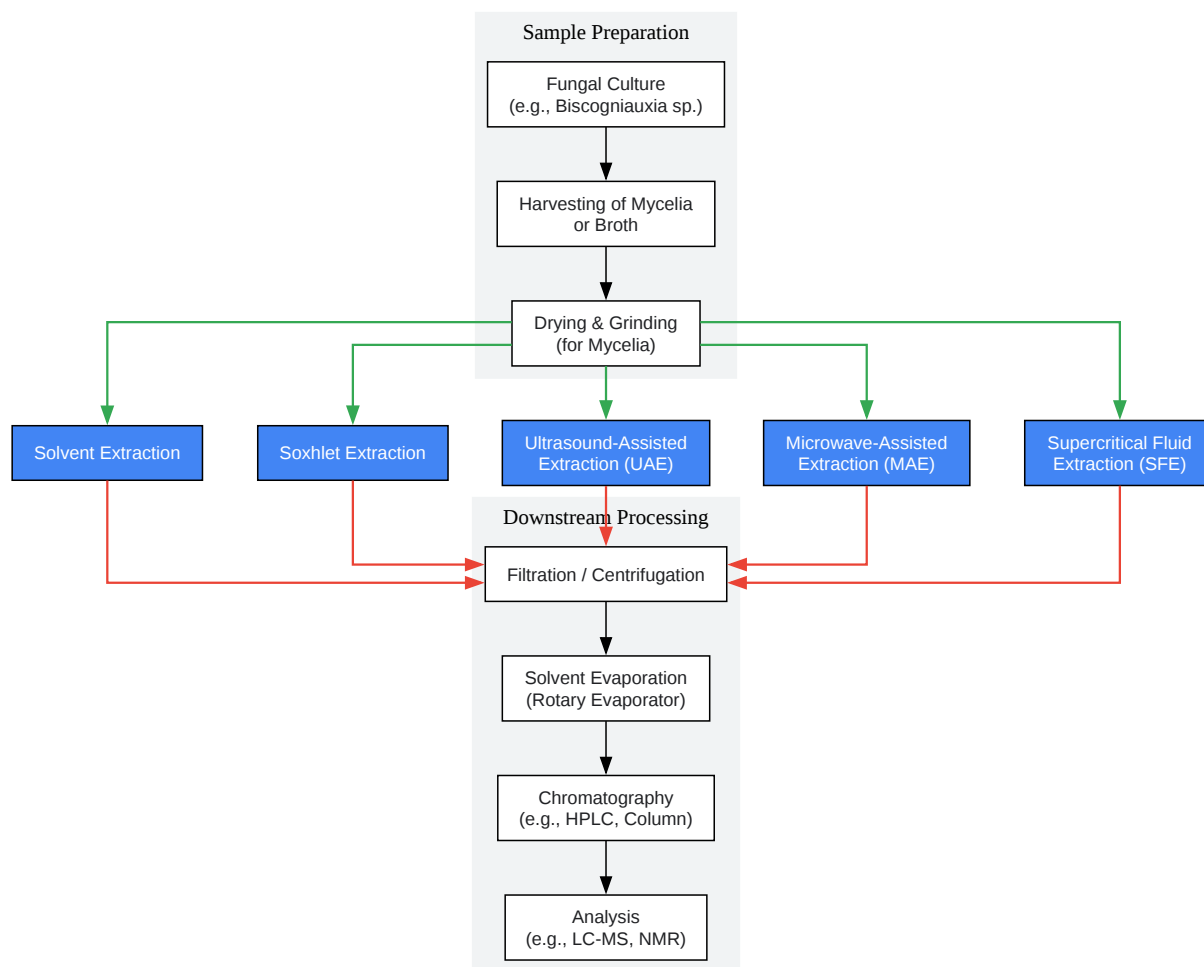 Sample Preparation
Fungal Culture
(e.g., Biscogniauxia sp.)
Harvesting of Mycelia
or Broth
Drying & Grinding
(for Mycelia)
Solvent Extraction
Soxhlet Extraction
Ultrasound-Assisted
Extraction (UAE)
Microwave-Assisted
Extraction (MAE)
Supercritical Fluid
Extraction (SFE)
Downstream Processing
Filtration / Centrifugation
Solvent Evaporation
(Rotary Evaporator)
Chromatography
(e.g., HPLC, Column)
Analysis
(e.g., LC-MS, NMR)